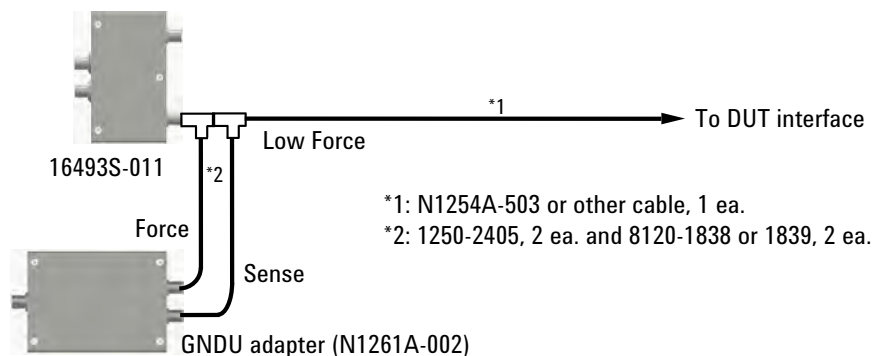 *1
To DUT interface
Low Force
16493S-011
*2
*1: N1254A-503 or other cable, 1 ea.
*2: 1250-2405, 2 ea. and 8120-1838 or 1839, 2 ea.
Force
Sense
GNDU adapter (N1261A-002)